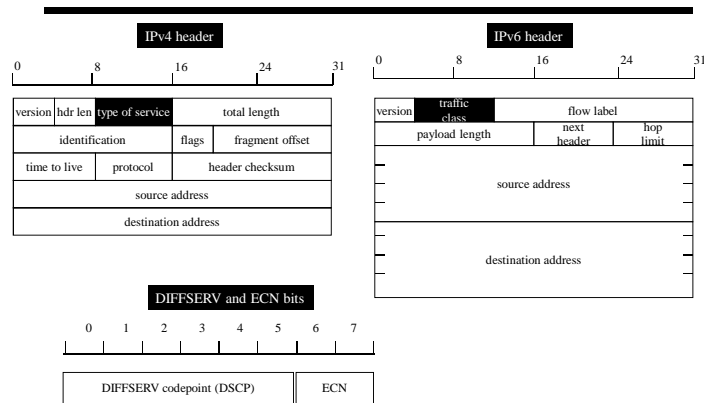 IPv4 header
0 8 16 24 31
version hdr len type of service total length
identification flags fragment offset
time to live protocol header checksum
source address
destination address
IPv6 header
0 8 16 24 31
version traffic class flow label
payload length next header hop limit
source address
destination address
DIFFSERV and ECN bits
0 1 2 3 4 5 6 7
DIFFSERV codepoint (DSCP) ECN